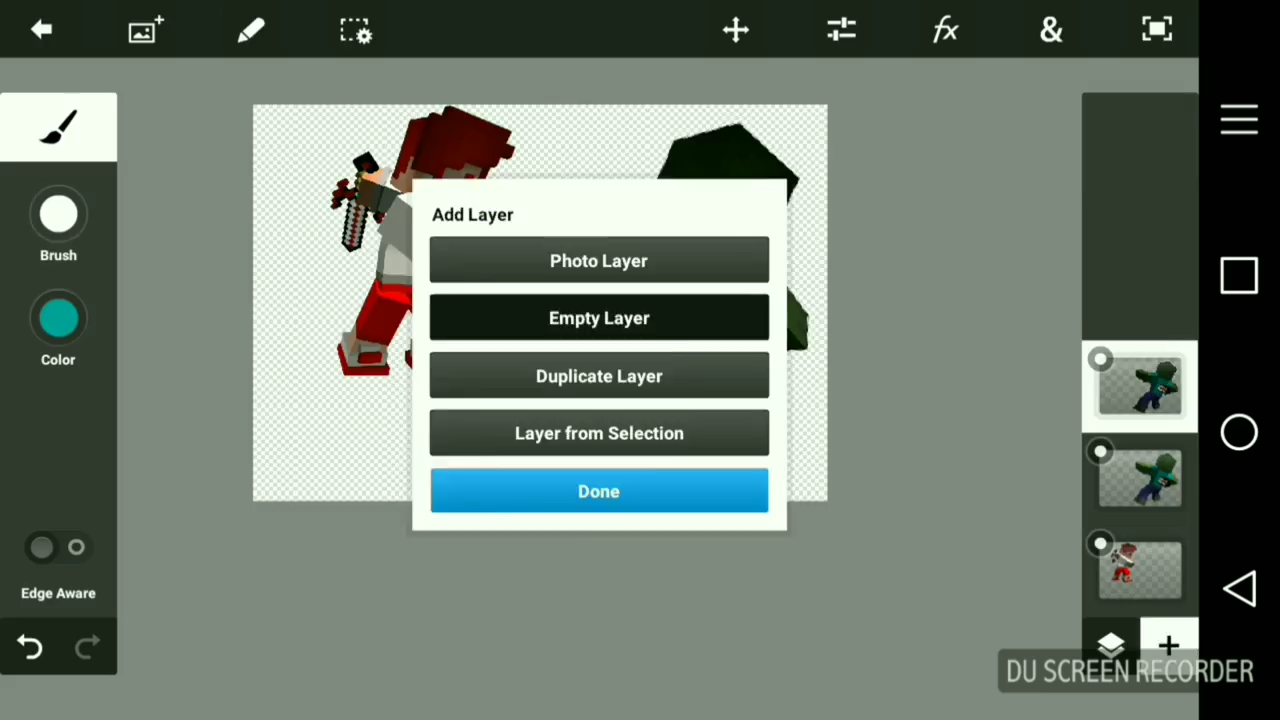 fx
&
Brush
Color
Edge Aware
Add Layer
Photo Layer
Empty Layer
Duplicate Layer
Layer from Selection
Done
DU SCREEN RECORDER